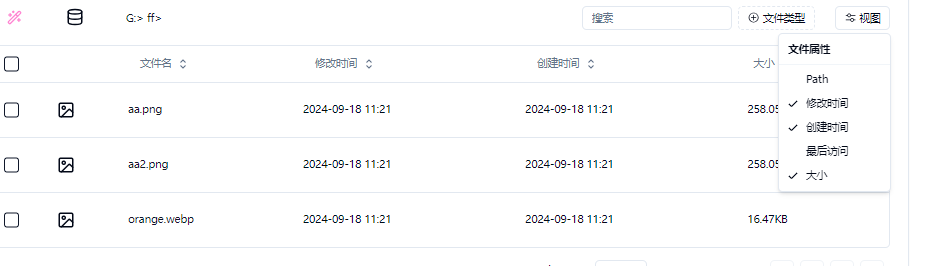 G:> ff>
搜索
文件类型
视图
文件属性
Path
修改时间
创建时间
最后访问
大小
文件名 修改时间 创建时间 大小
aa.png 2024-09-18 11:21 2024-09-18 11:21 258.05
aa2.png 2024-09-18 11:21 2024-09-18 11:21 258.05
orange.webp 2024-09-18 11:21 2024-09-18 11:21 16.47KB